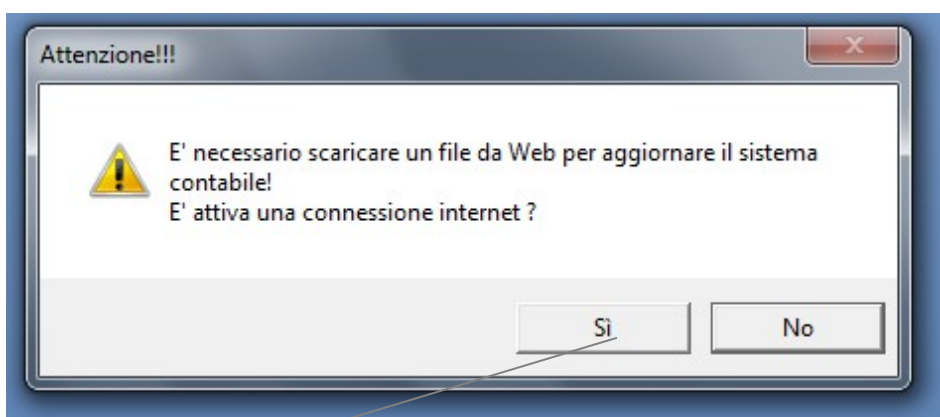 Attenzione!!!
E' necessario scaricare un file da Web per aggiornare il sistema
contabile!
E' attiva una connessione internet ?
Sì
No